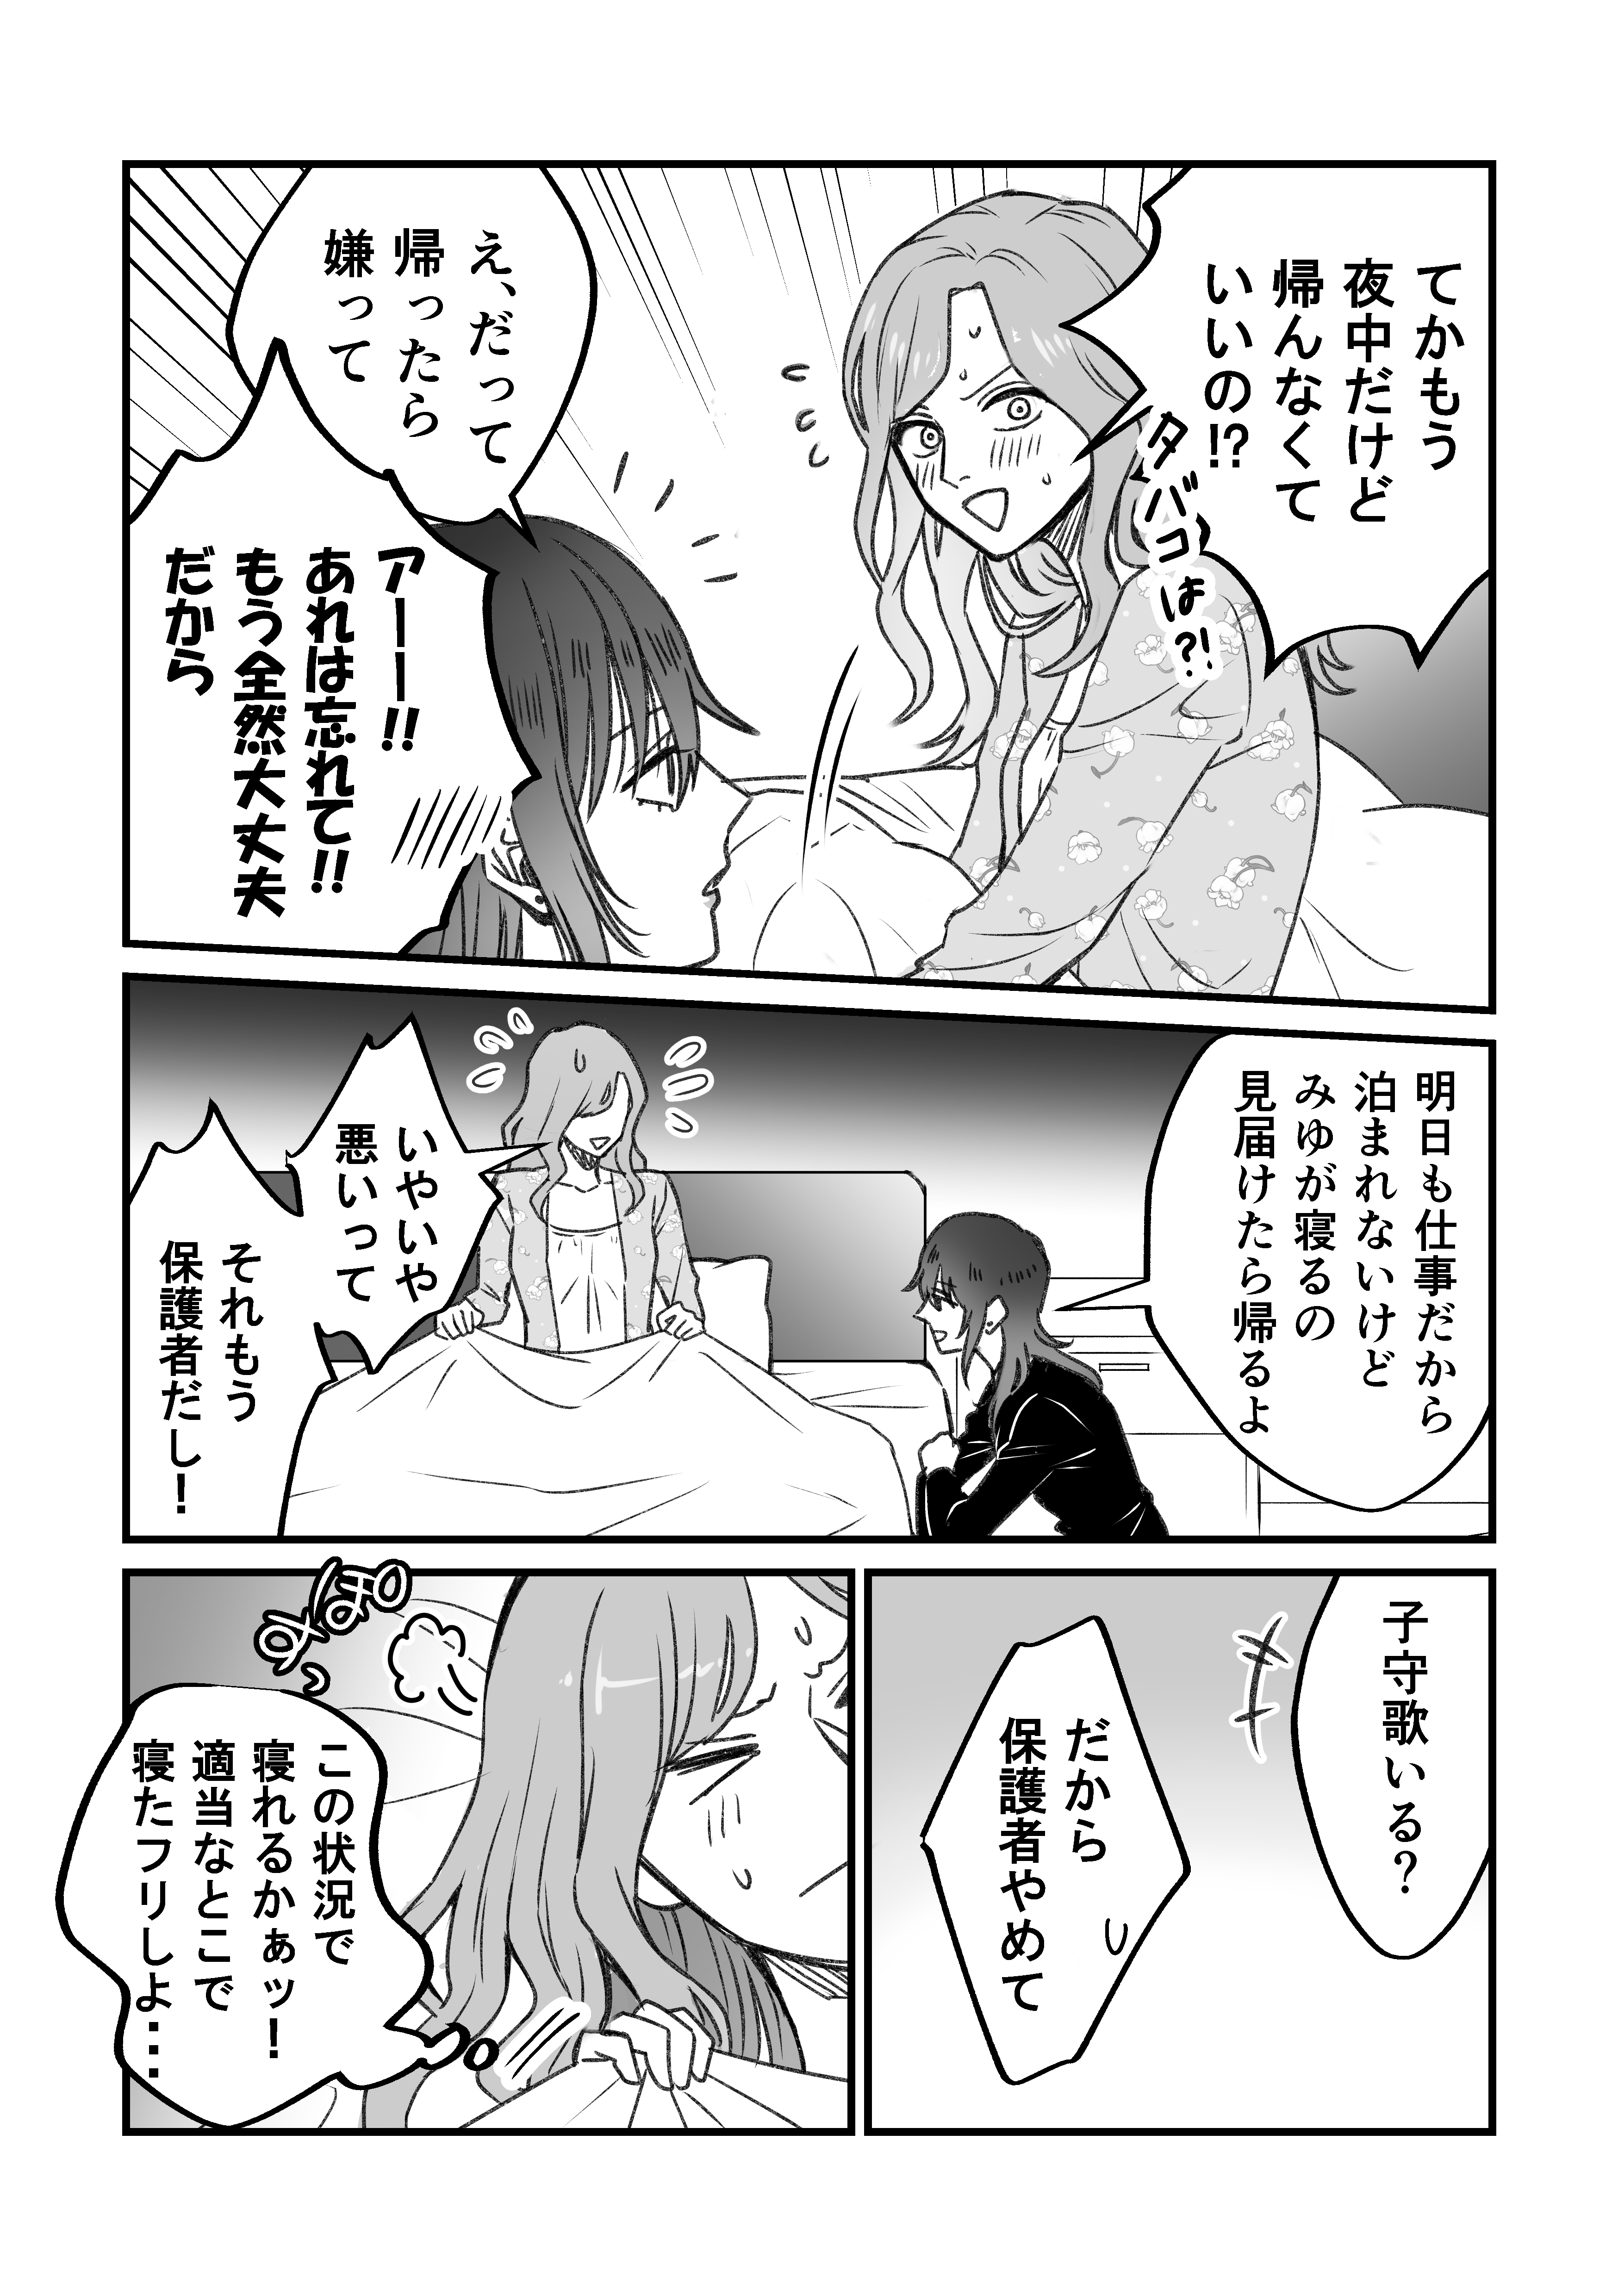 てかもう
夜中だけど
帰んなくて
いいの!?
タバコは?!
え、だって
帰ったら
嫌って
アーー!!
あれは忘れて!!
もう全然大丈夫
だから
明日も仕事だから
泊まれないけど
みゆが寝るの
見届けたら帰るよ
いやいや
悪いって
それもう
保護者だし!
子守歌いる?
だから
保護者やめて
この状況で
寝れるかぁッ!
適当なとこで
寝たフリしよ・・・